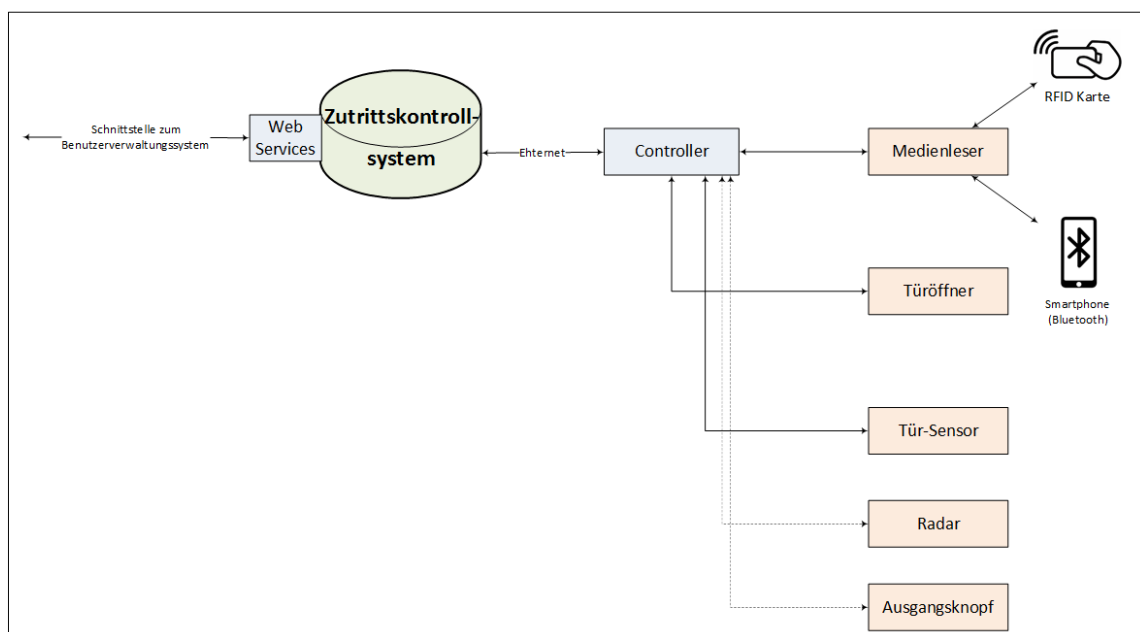 Schnittstelle zum
Benutzerverwaltungssystem
Web
Services
Zutrittskontroll-
system
Ehternet
Controller
Medienleser
RFID Karte
Smartphone
(Bluetooth)
Türöffner
Tür-Sensor
Radar
Ausgangsknopf